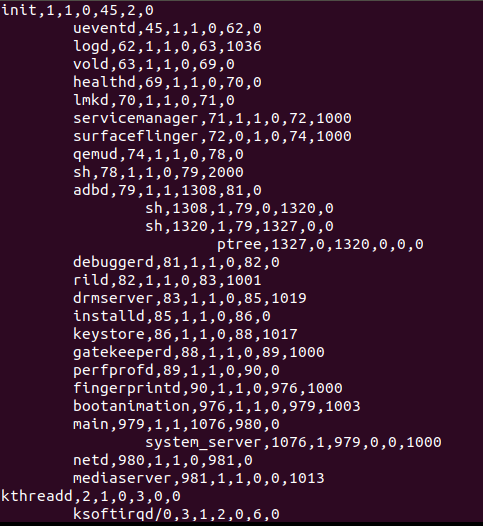 init,1,1,0,45,2,0
ueventd,45,1,1,0,62,0
logd,62,1,1,0,63,1036
vold,63,1,1,0,69,0
healthd,69,1,1,0,70,0
lmkd,70,1,1,0,71,0
servicemanager,71,1,1,0,72,1000
surfaceflinger,72,0,1,0,74,1000
qemud,74,1,1,0,78,0
sh,78,1,1,0,79,2000
adbd,79,1,1,1308,81,0
sh,1308,1,79,0,1320,0
sh,1320,1,79,1327,0,0
ptree,1327,0,1320,0,0,0
debuggerd,81,1,1,0,82,0
rild,82,1,1,0,83,1001
drmserver,83,1,1,0,85,1019
installd,85,1,1,0,86,0
keystore,86,1,1,0,88,1017
gatekeeperd,88,1,1,0,89,1000
perfprofd,89,1,1,0,90,0
fingerprintd,90,1,1,0,976,1000
bootanimation,976,1,1,0,979,1003
main,979,1,1,1076,980,0
system_server,1076,1,979,0,0,1000
netd,980,1,1,0,981,0
mediaserver,981,1,1,0,0,1013
kthreadd,2,1,0,3,0,0
ksoftirqd/0,3,1,2,0,6,0